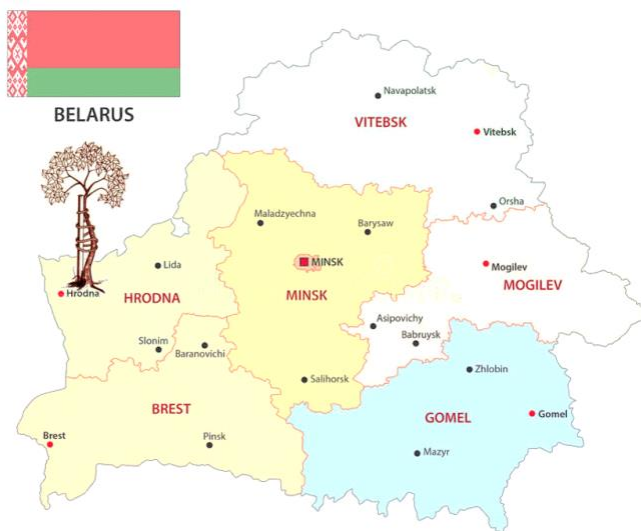 BELARUS
Navapolatsk
VITEBSK
Vitebsk
Orsha
Maladzyechna
Barysaw
MINSK
Lida
Mogilev
MOGILEV
Hrodna
HRODNA
MINSK
Asipovichy
Babruysk
Slonim
Baranovichi
Salihorsk
Zhlobin
BREST
GOMEL
Gomel
Brest
Pinsk
Mazyr